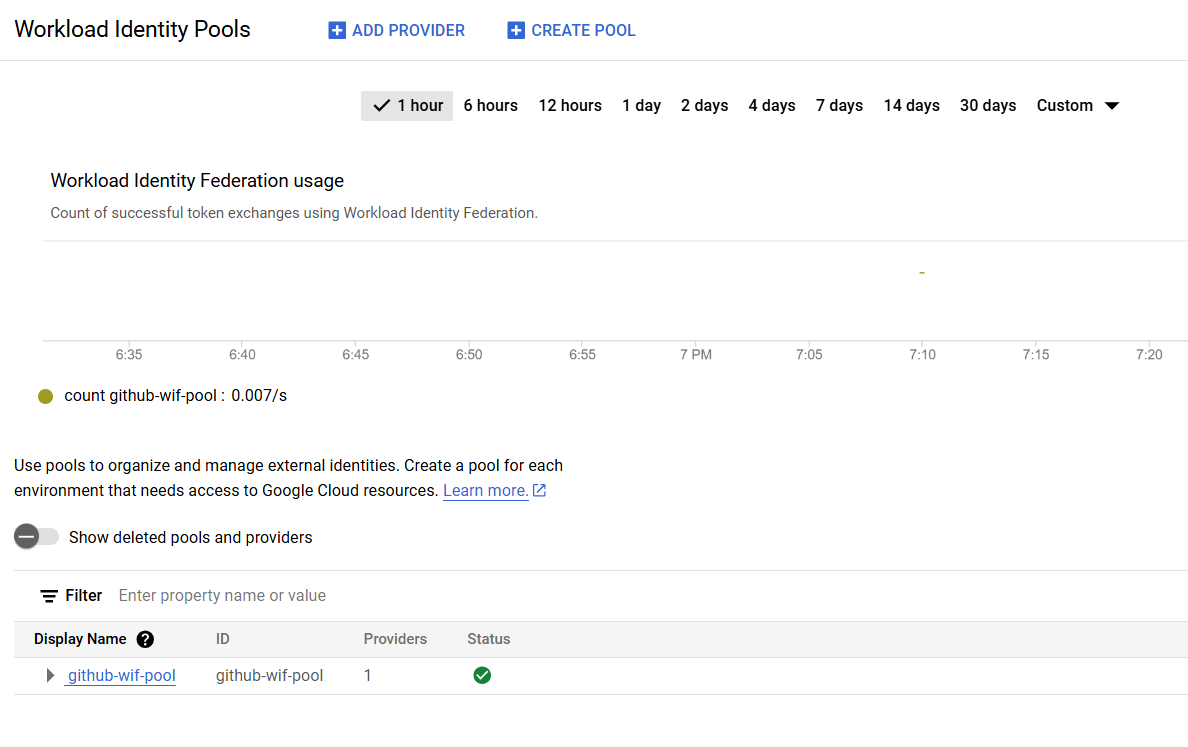 Workload Identity Pools ADD PROVIDER CREATE POOL
1 hour 6 hours 12 hours 1 day 2 days 4 days 7 days 14 days 30 days Custom
Workload Identity Federation usage
Count of successful token exchanges using Workload Identity Federation.
6:35 6:40 6:45 6:50 6:55 7 PM 7:05 7:10 7:15 7:20
count github-wif-pool : 0.007/s
Use pools to organize and manage external identities. Create a pool for each
environment that needs access to Google Cloud resources. Learn more.
Show deleted pools and providers
Filter Enter property name or value
Display Name ? ID Providers Status
github-wif-pool github-wif-pool 1